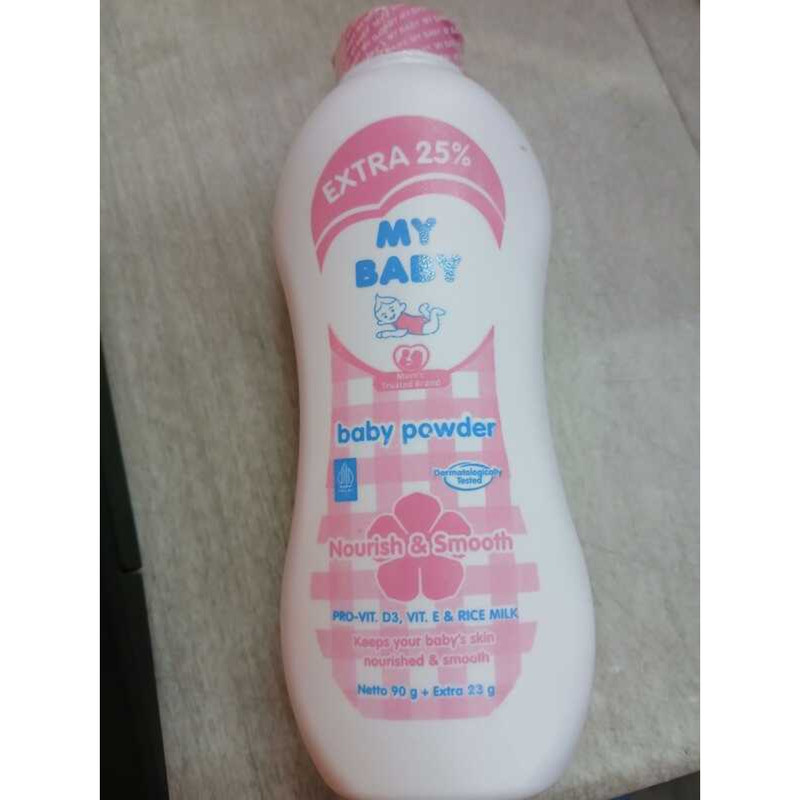 EXTRA 25%
MY
BABY
Mom's
Trusted Brand
baby powder
Dermatologically
Tested
Nourish & Smooth
PRO-VIT. D3, VIT. E & RICE MILK
Keeps your baby's skin
nourished & smooth
Netto 90 g + Extra 23 g